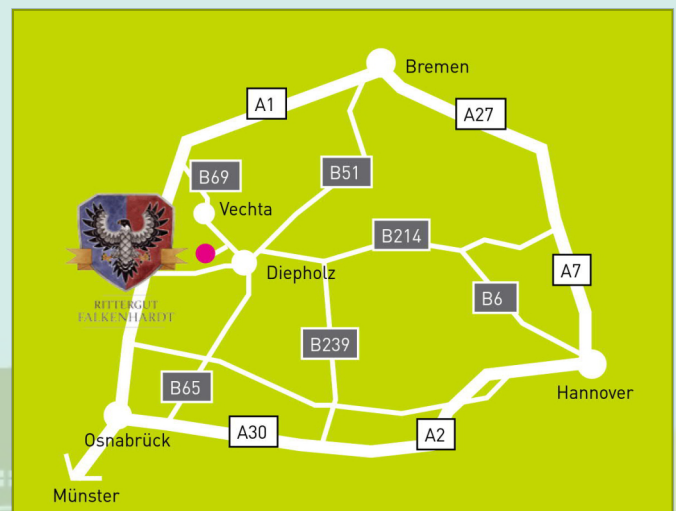 Bremen
A1
A27
B69
B51
Vechta
B214
Diepholz
A7
RITTERGUT
FALKENHARDT
B6
B239
B65
Hannover
Osnabrück
A30
A2
Münster